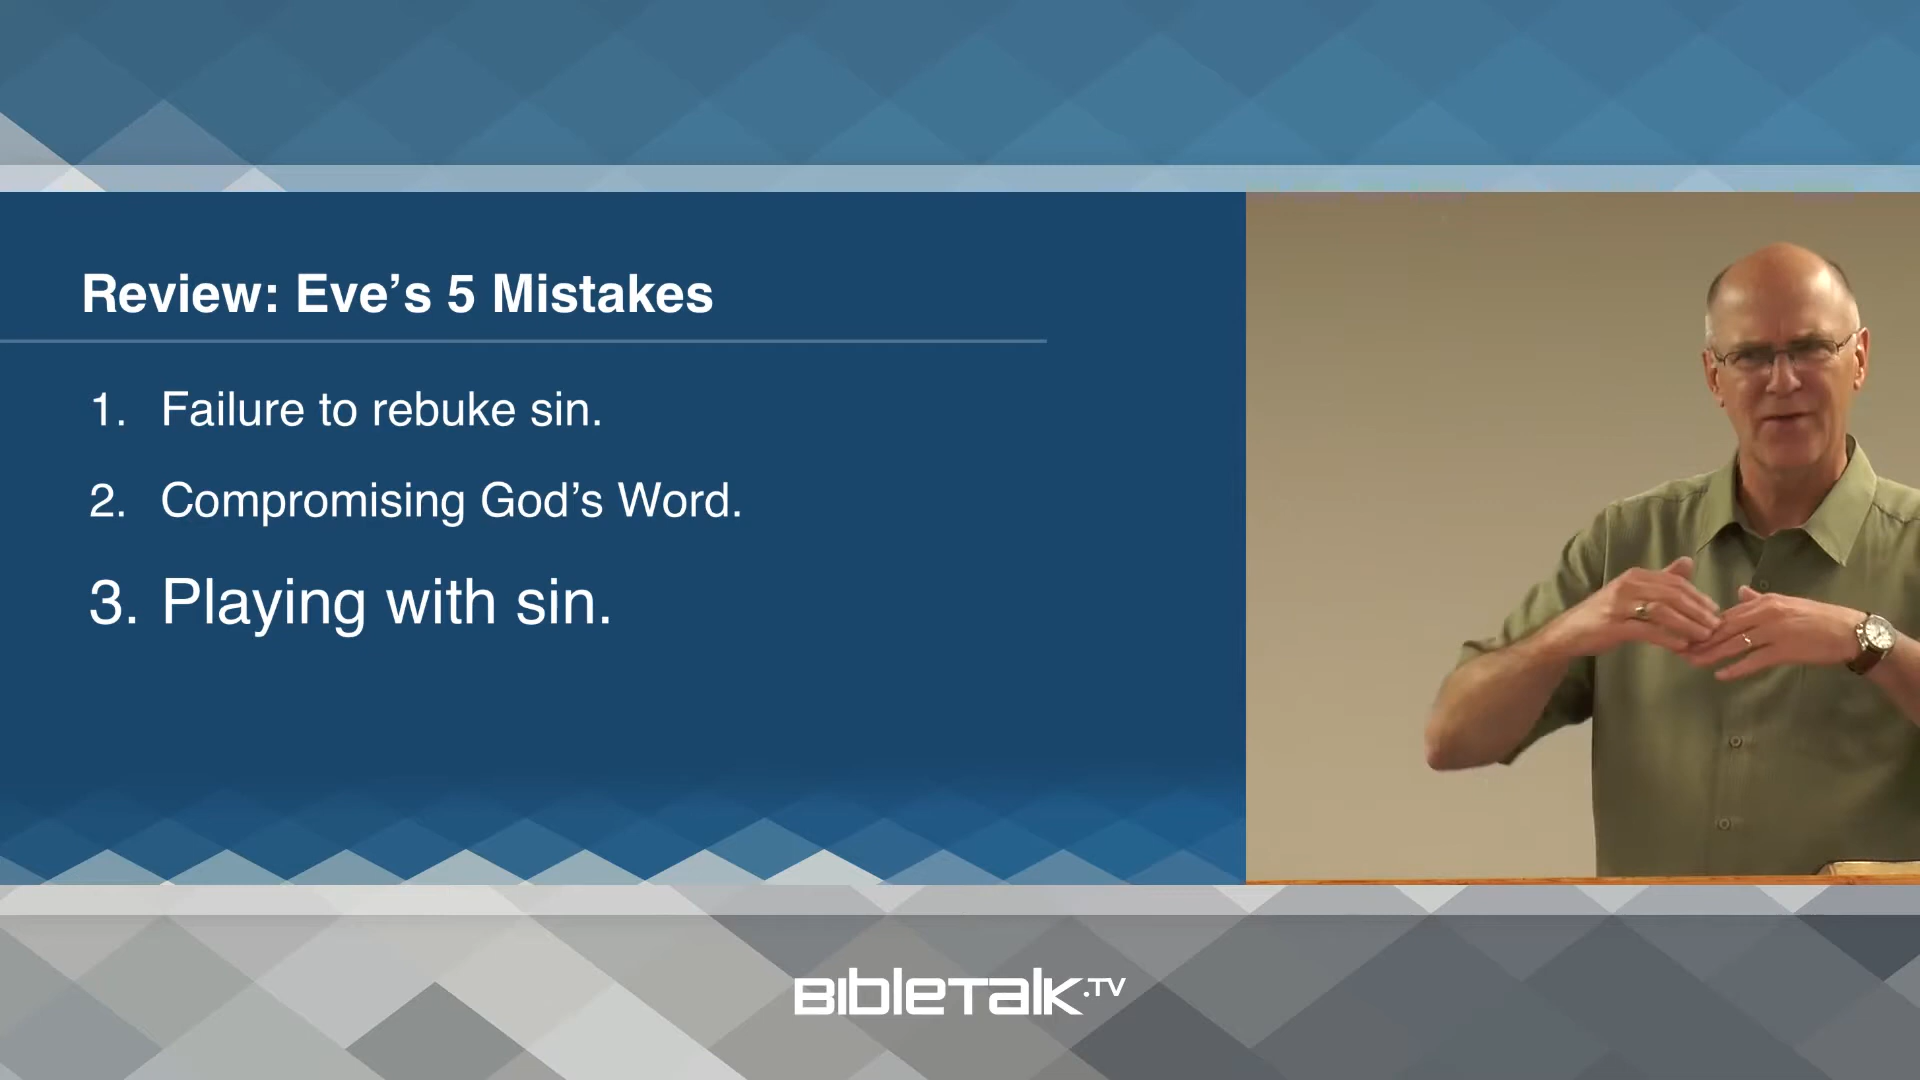 Review: Eve’s 5 Mistakes
1. Failure to rebuke sin.
2. Compromising God’s Word.
3. Playing with sin.
BibleTalk.TV